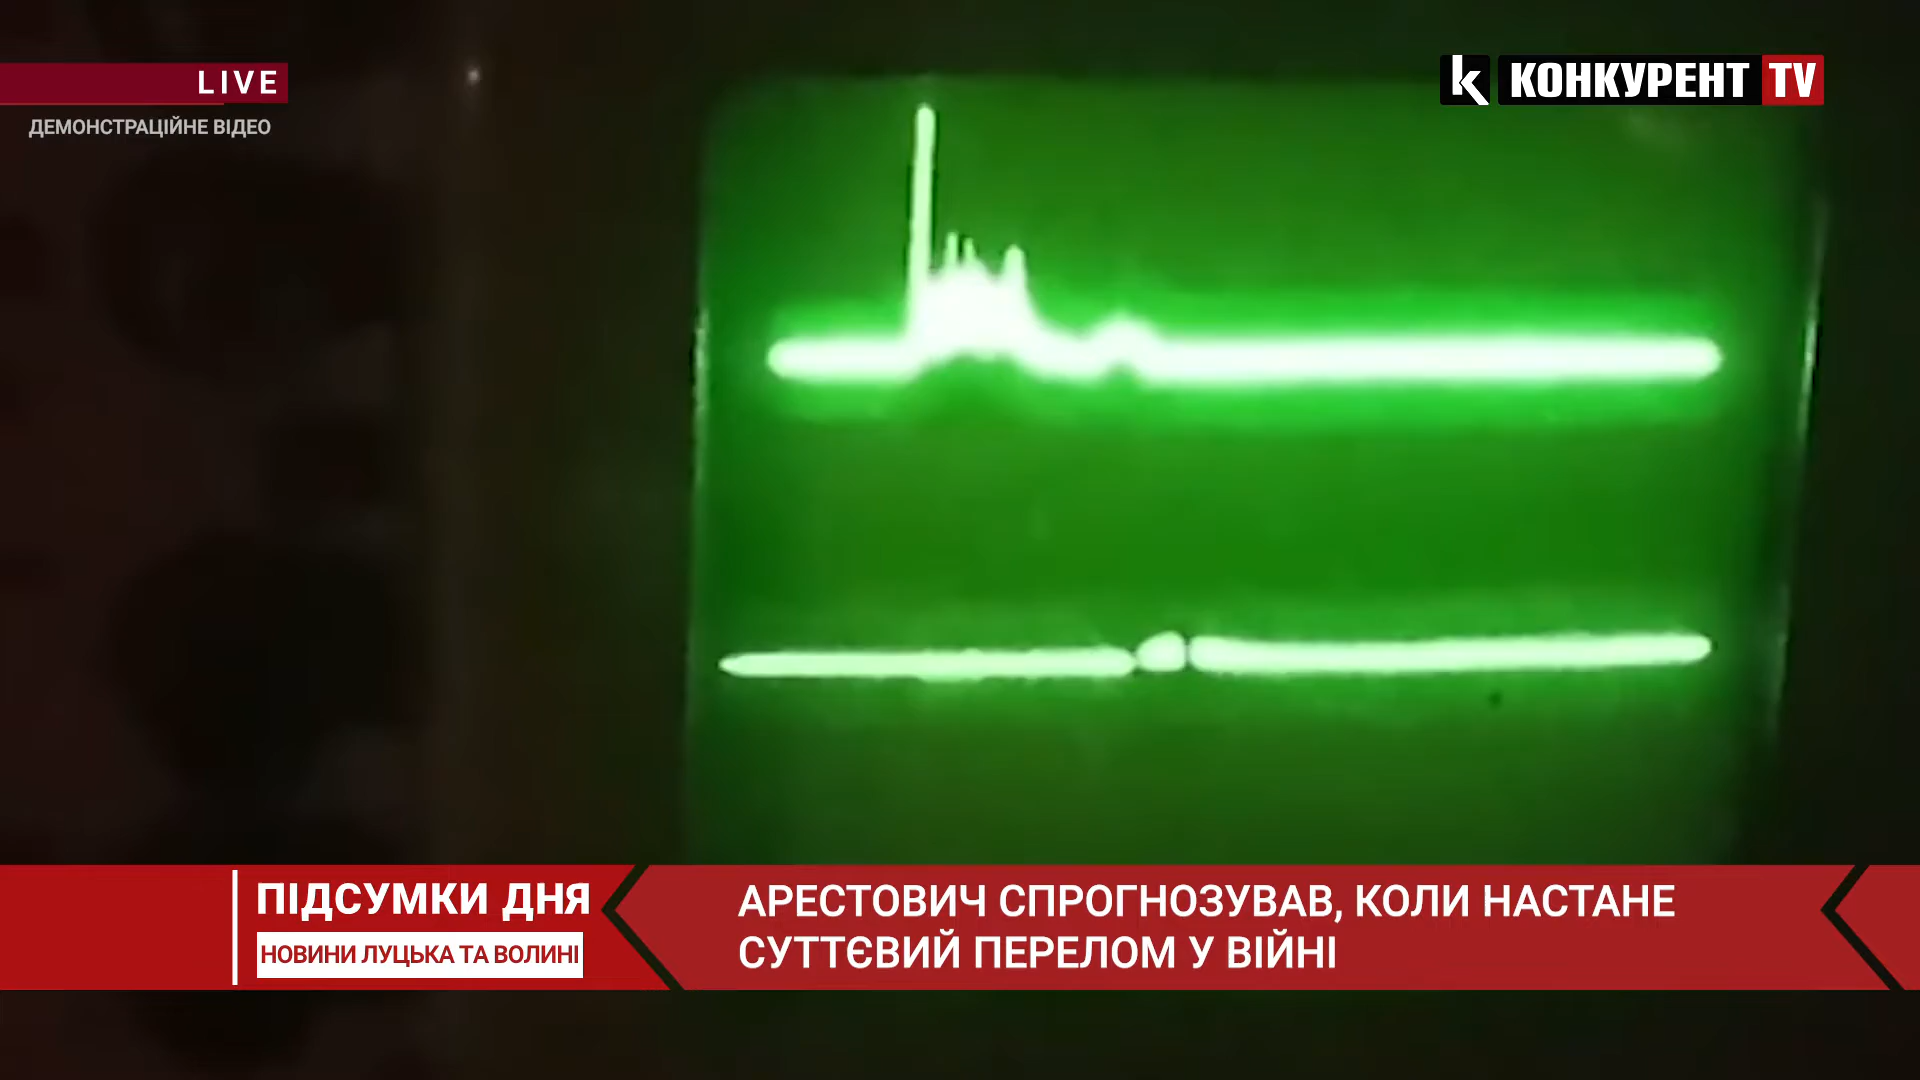 LIVE
ДЕМОНСТРАЦІЙНЕ ВІДЕО
k КОНКУРЕНТ TV
ПІДСУМКИ ДНЯ
НОВИНИ ЛУЦЬКА ТА ВОЛИНІ
АРЕСТОВИЧ СПРОГНОЗУВАВ, КОЛИ НАСТАНЕ
СУТТЄВИЙ ПЕРЕЛОМ У ВІЙНІ